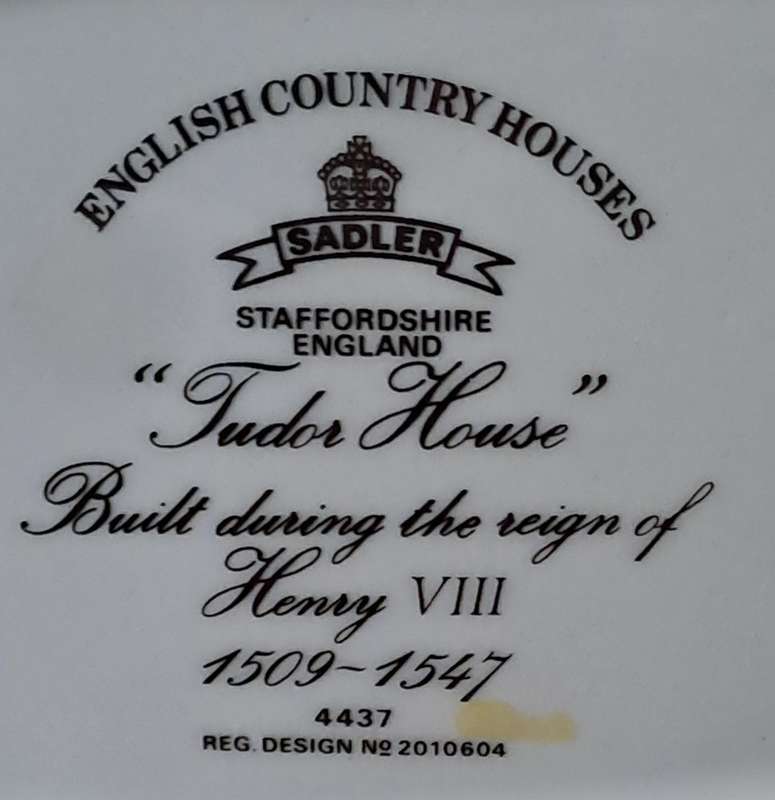 ENGLISH COUNTRY HOUSES
SADLER
STAFFORDSHIRE
ENGLAND
"Tudor House"
Built during the reign of
Henry VIII
1509~1547
4437
REG. DESIGN Nº 2010604